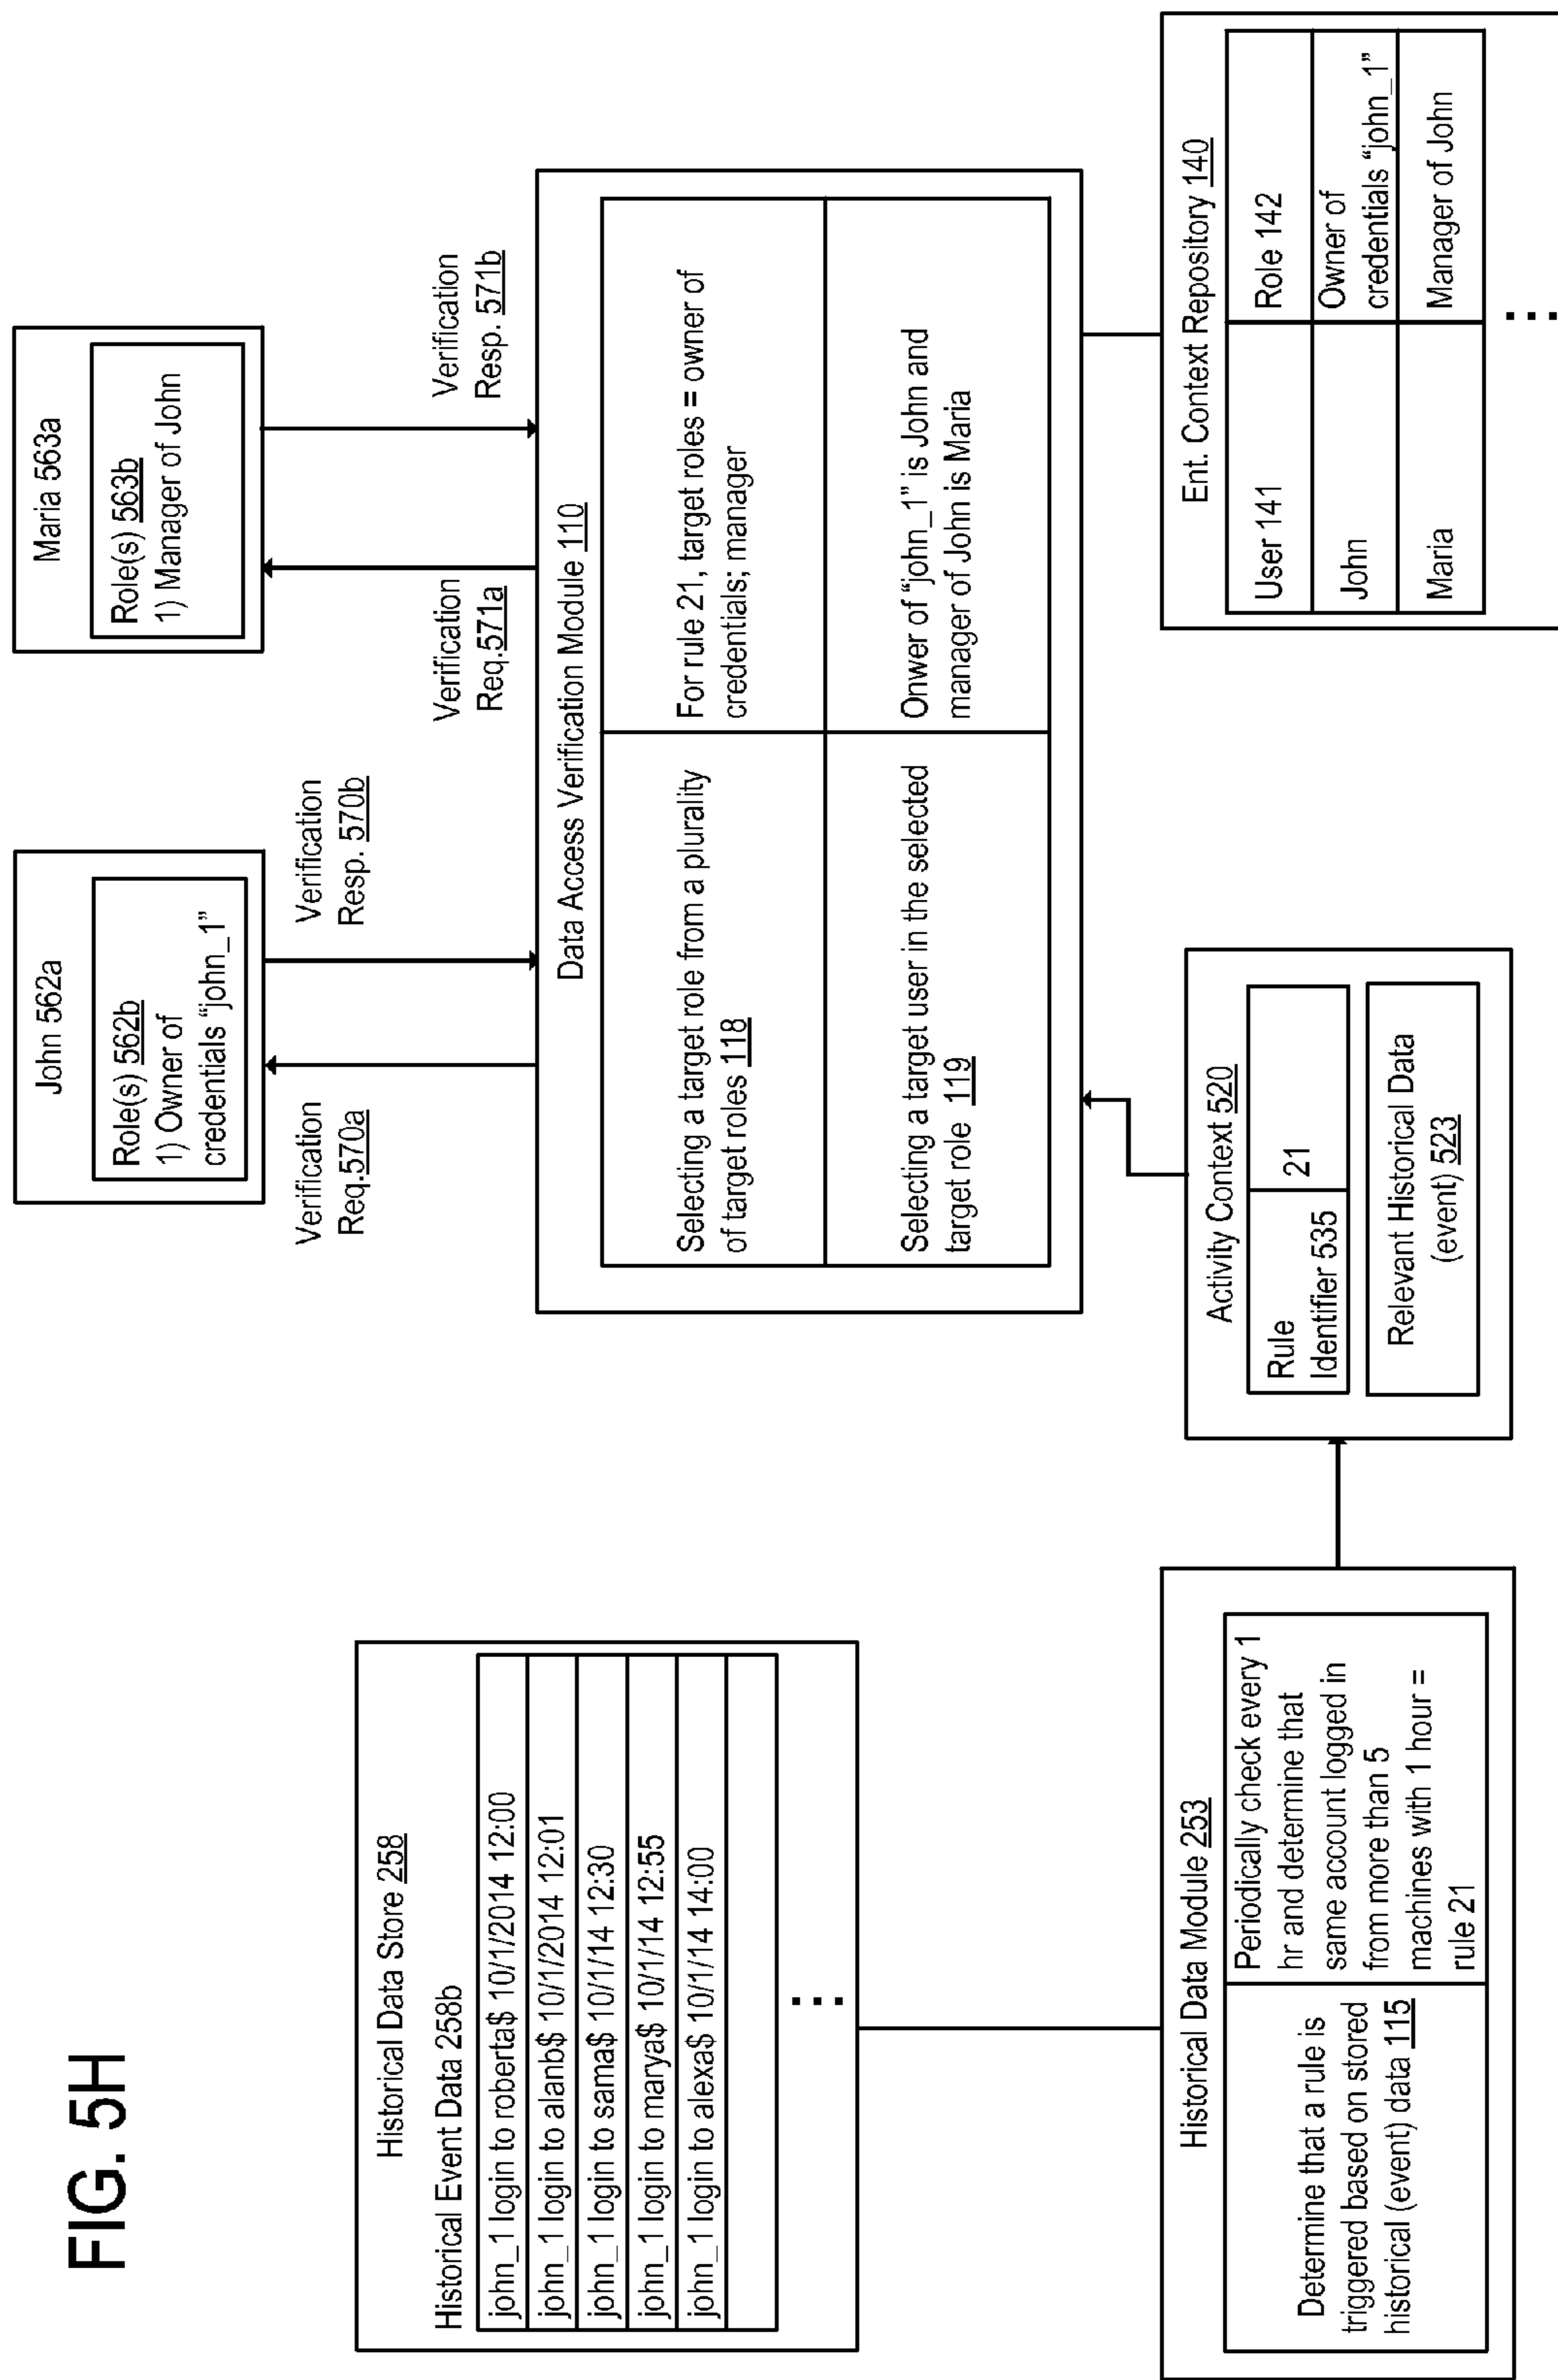 FIG. 5H
Historical Data Store 258
Historical Event Data 258b
john_1 login to roberta$ 10/1/2014 12:00
john_1 login to alanb$ 10/1/2014 12:01
john_1 login to sama$ 10/1/14 12:30
john_1 login to marya$ 10/1/14 12:55
john_1 login to alexa$ 10/1/14 14:00
Historical Data Module 253
Determine that a rule is
triggered based on stored
historical (event) data 115
Periodically check every 1
hr and determine that
same account logged in
from more than 5
machines with 1 hour =
rule 21
John 562a
Role(s) 562b
1) Owner of
credentials “john_1”
Verification
Req.570a
Verification
Resp. 570b
Maria 563a
Role(s) 563b
1) Manager of John
Verification
Req.571a
Verification
Resp. 571b
Data Access Verification Module 110
Selecting a target role from a plurality
of target roles 118
For rule 21, target roles = owner of
credentials; manager
Selecting a target user in the selected
target role 119
Onwer of “john_1” is John and
manager of John is Maria
Activity Context 520
Rule
Identifier 535
21
Relevant Historical Data
(event) 523
Ent. Context Repository 140
User 141
Role 142
John
Owner of
credentials “john_1”
Maria
Manager of John